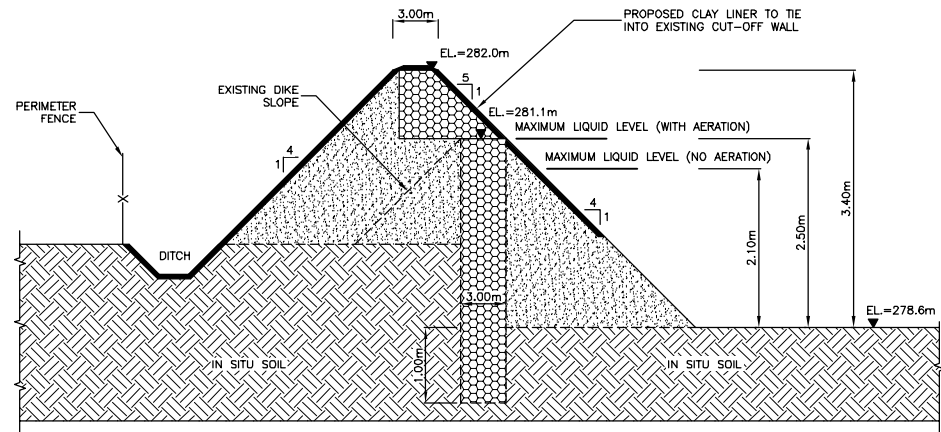 3.00m
PROPOSED CLAY LINER TO TIE
INTO EXISTING CUT-OFF WALL
EL.=282.0m
5
1
EXISTING DIKE
SLOPE
EL.=281.1m
PERIMETER
FENCE
MAXIMUM LIQUID LEVEL (WITH AERATION)
4
1
MAXIMUM LIQUID LEVEL (NO AERATION)
3.40m
2.50m
2.10m
4
1
X
DITCH
3.00m
EL.=278.6m
1.00m
IN SITU SOIL
IN SITU SOIL